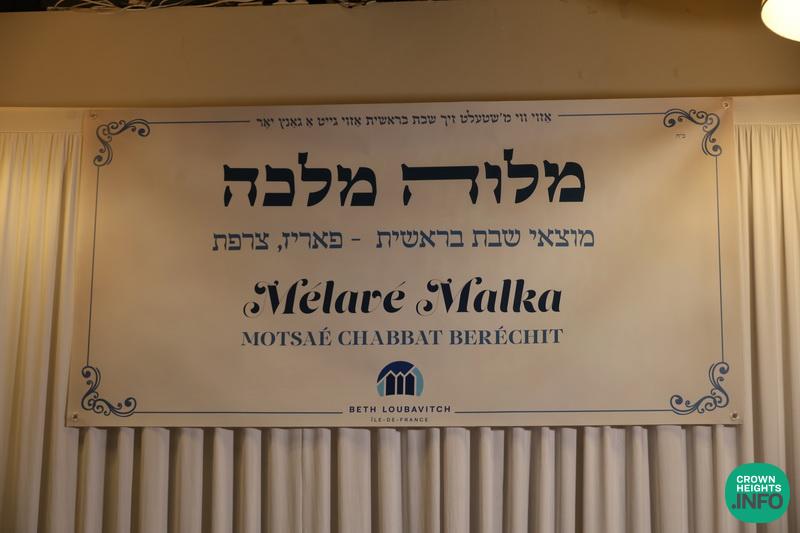 אזוי ווי מ'שטעלט זיך שבת בראשית אזוי גייט א גאנץ יאר
ב"ה
מלוה מלכה
מוצאי שבת בראשית - פאריז, צרפת
Mélavé Malka
MOTSAÉ CHABBAT BERÉCHIT
BETH LOUBAVITCH
ÎLE-DE-FRANCE
CROWN
HEIGHTS
.INFO